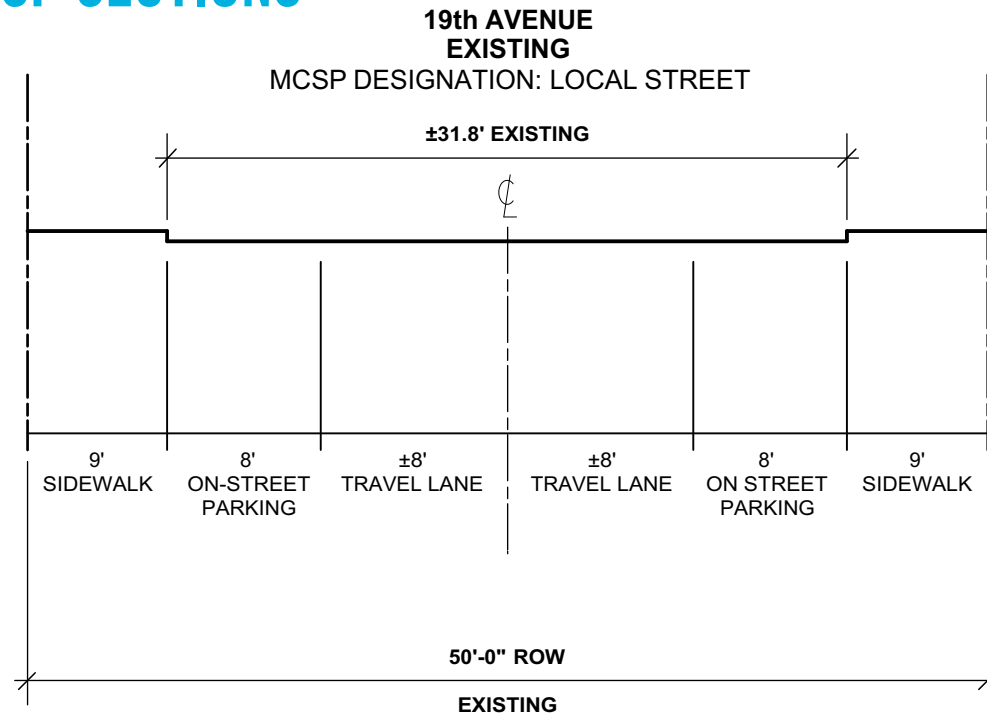 SECTIONS
19th AVENUE
EXISTING
MCSP DESIGNATION: LOCAL STREET
±31.8' EXISTING
℄
9'
SIDEWALK
8'
ON-STREET
PARKING
±8'
TRAVEL LANE
±8'
TRAVEL LANE
8'
ON STREET
PARKING
9'
SIDEWALK
50'-0" ROW
EXISTING